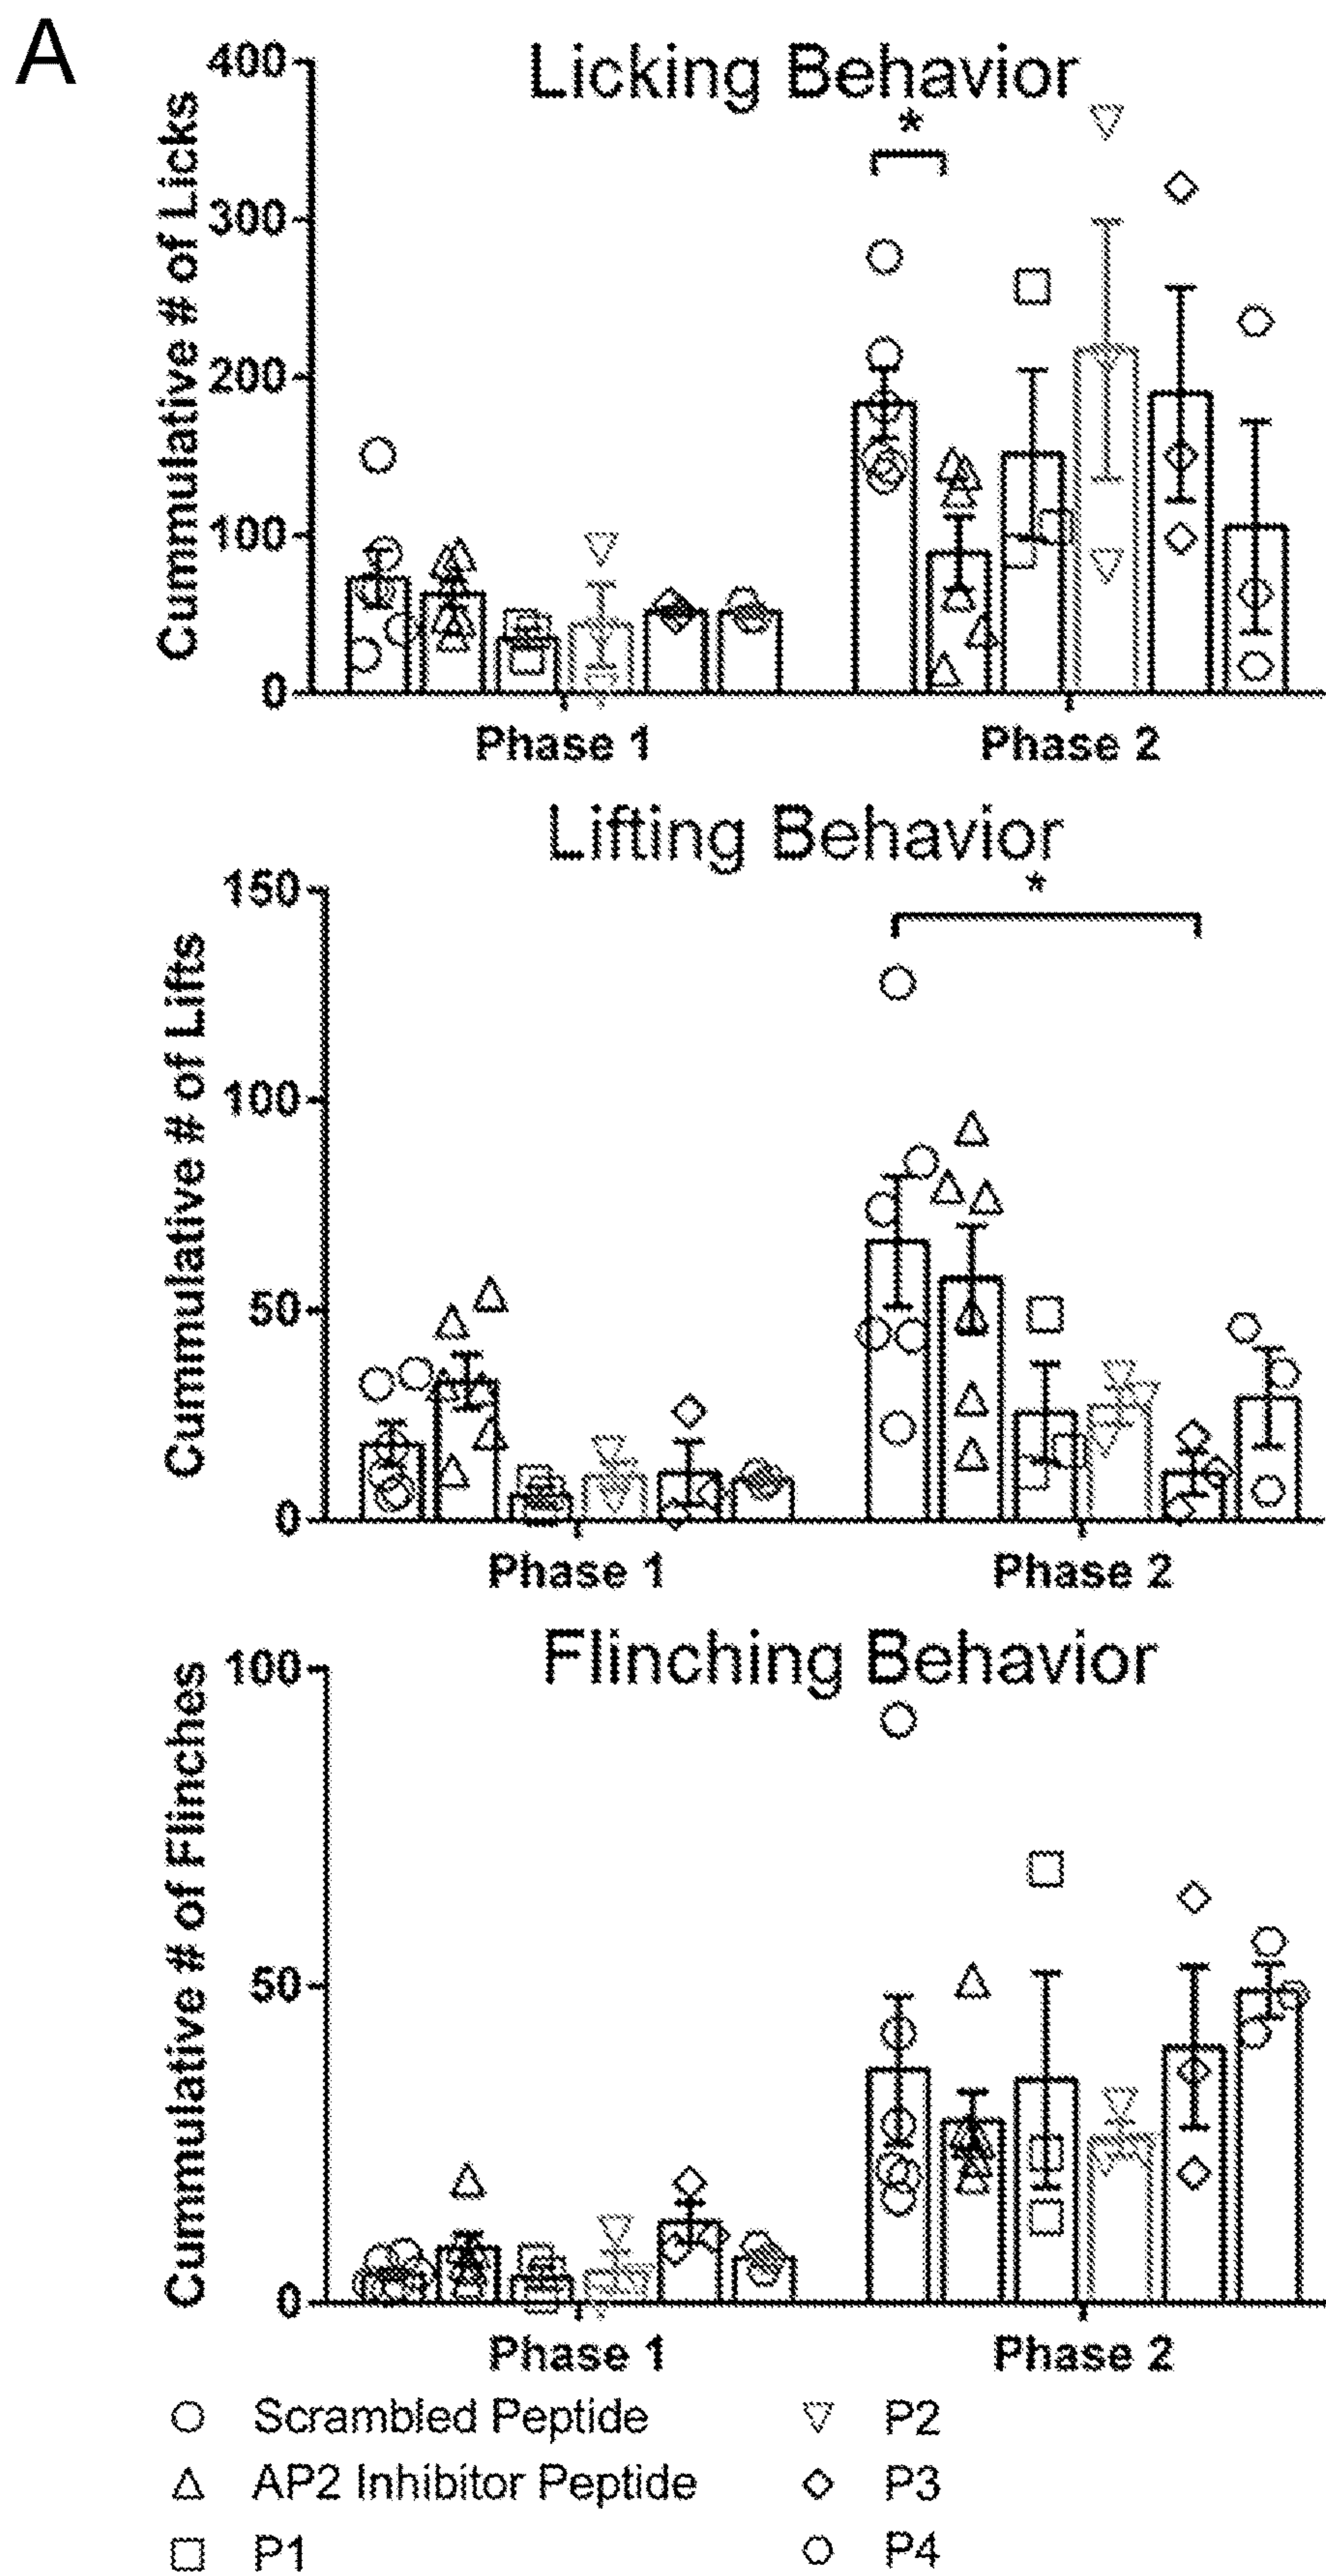 A
Licking Behavior
*
Cummulative # of Licks
400
300
200
100
0
Phase 1 Phase 2
Lifting Behavior
*
Cummulative # of Lifts
150
100
50
0
Phase 1 Phase 2
Flinching Behavior
Cummulative # of Flinches
100
50
0
Phase 1 Phase 2
Scrambled Peptide P2
AP2 Inhibitor Peptide P3
P1 P4